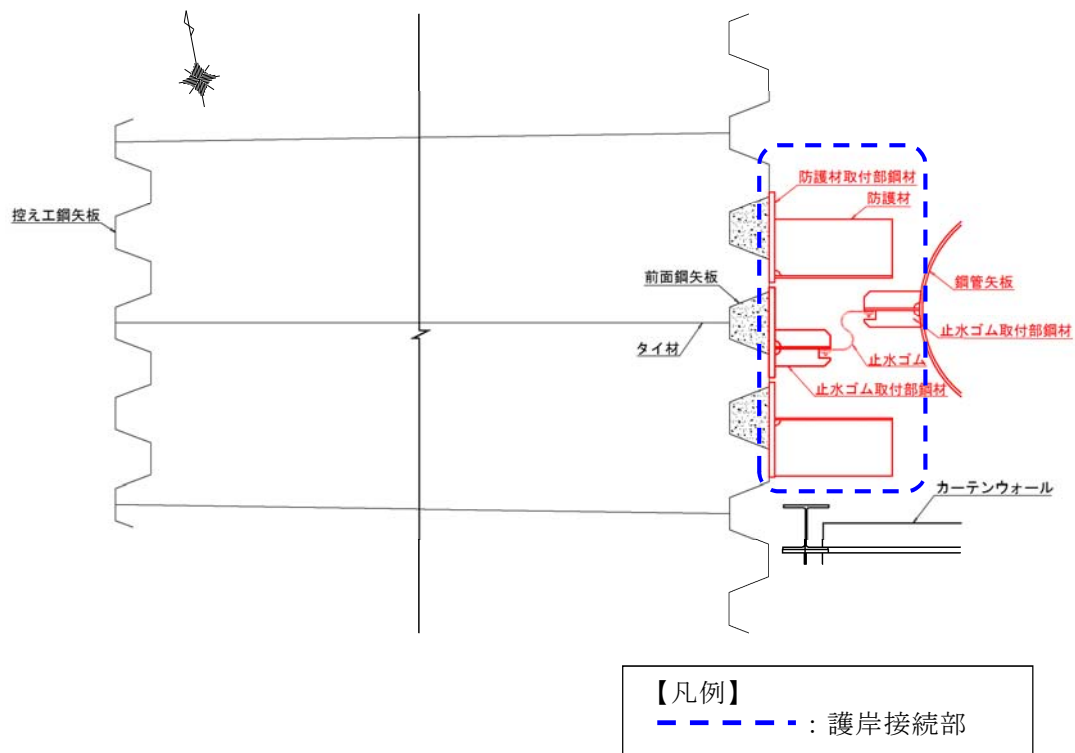 防護材取付部鋼材
防護材
控え工鋼矢板
前面鋼矢板
鋼管矢板
止水ゴム取付部鋼材
タイ材
止水ゴム
止水ゴム取付部鋼材
カーテンウォール
【凡例】
：護岸接続部